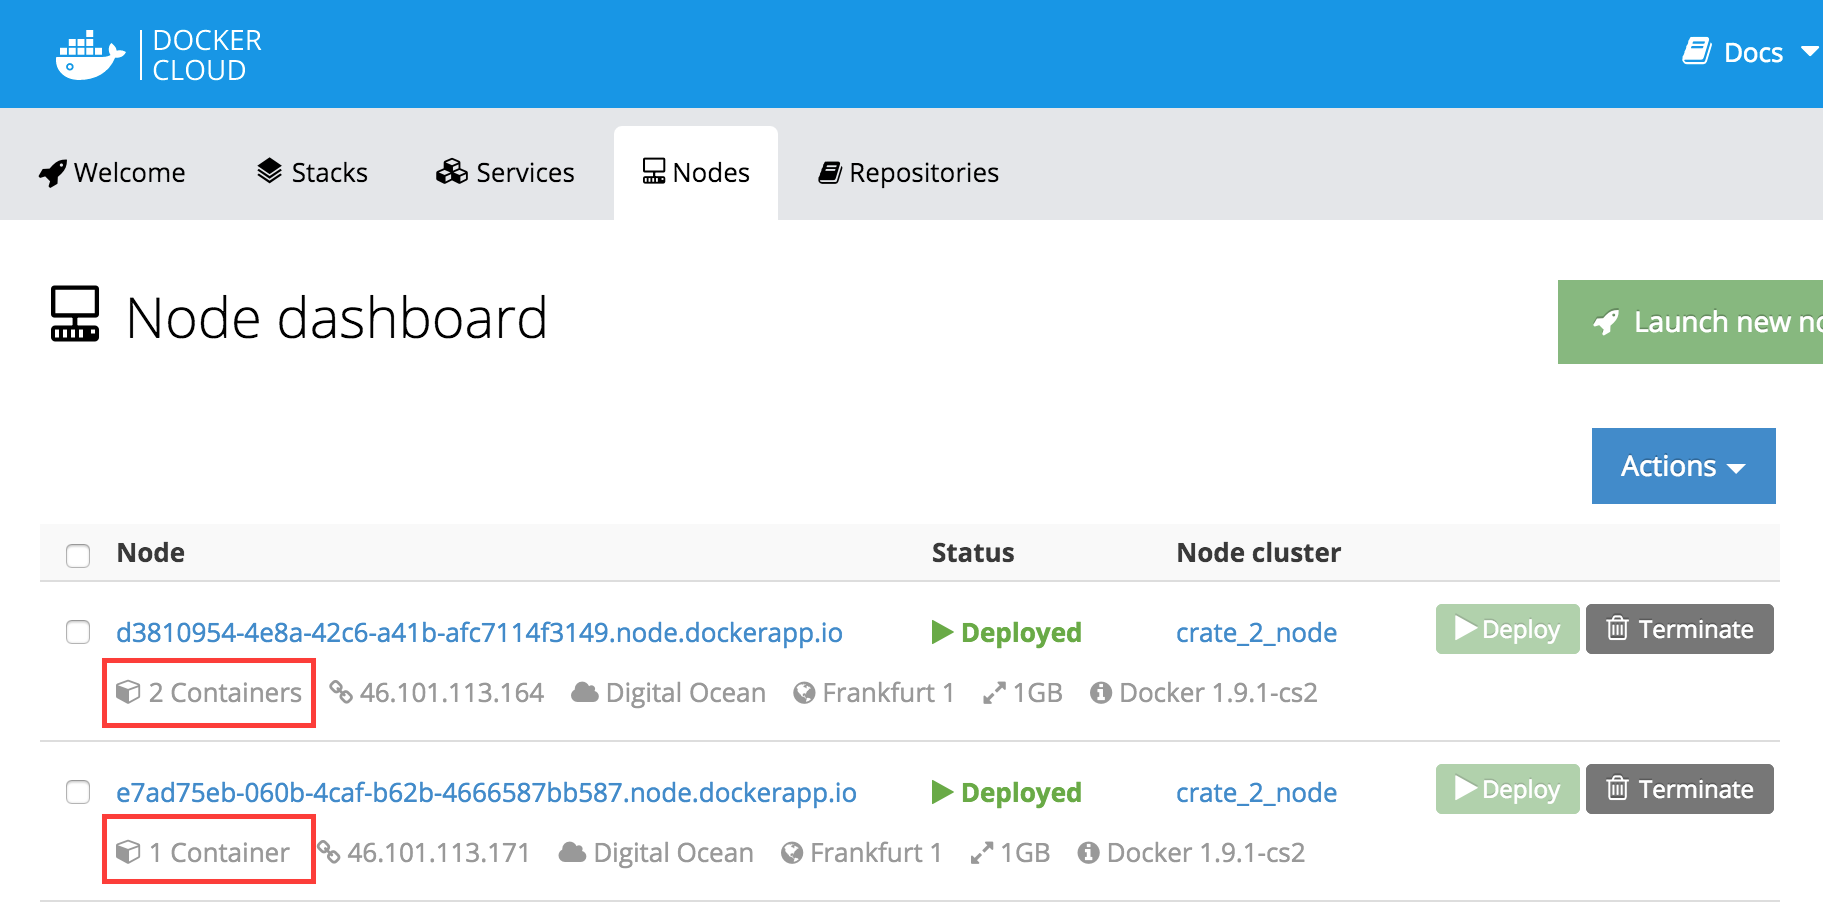 DOCKER
CLOUD
Docs
Welcome Stacks Services Nodes Repositories
Node dashboard
Launch new
Actions
Node Status Node cluster
d3810954-4e8a-42c6-a41b-afc7114f3149.node.dockerapp.io Deployed crate_2_node Deploy Terminate
2 Containers 46.101.113.164 Digital Ocean Frankfurt 1 1GB Docker 1.9.1-cs2
e7ad75eb-060b-4caf-b62b-4666587bb587.node.dockerapp.io Deployed crate_2_node Deploy Terminate
1 Container 46.101.113.171 Digital Ocean Frankfurt 1 1GB Docker 1.9.1-cs2